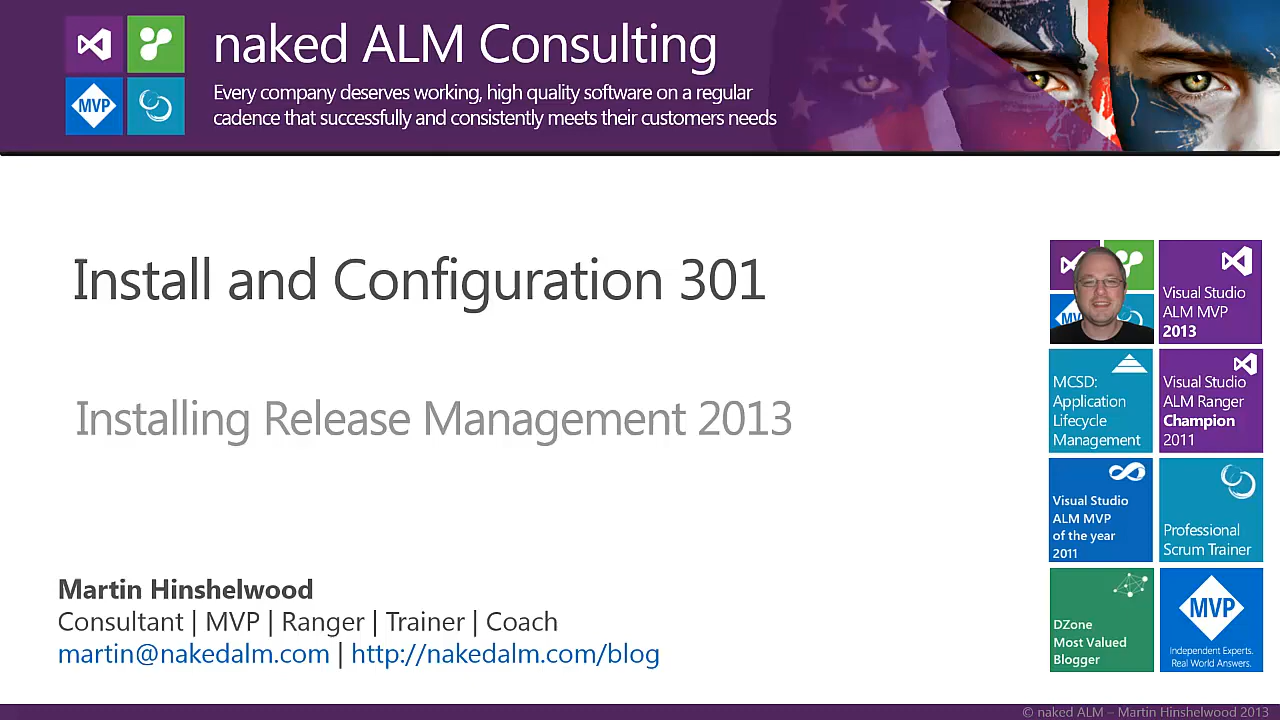 naked ALM Consulting
MVP
Every company deserves working, high quality software on a regular
cadence that successfully and consistently meets their customers needs
Install and Configuration 301
Installing Release Management 2013
Martin Hinshelwood
Consultant | MVP | Ranger | Trainer | Coach
martin@nakedalm.com | http://nakedalm.com/blog
Visual Studio
ALM MVP
2013
MCSD:
Application
Lifecycle
Management
Visual Studio
ALM Ranger
Champion
2011
Visual Studio
ALM MVP
of the year
2011
Professional
Scrum Trainer
DZone
Most Valued
Blogger
MVP
Independent Experts.
Real World Answers.
© naked ALM – Martin Hinshelwood 2013